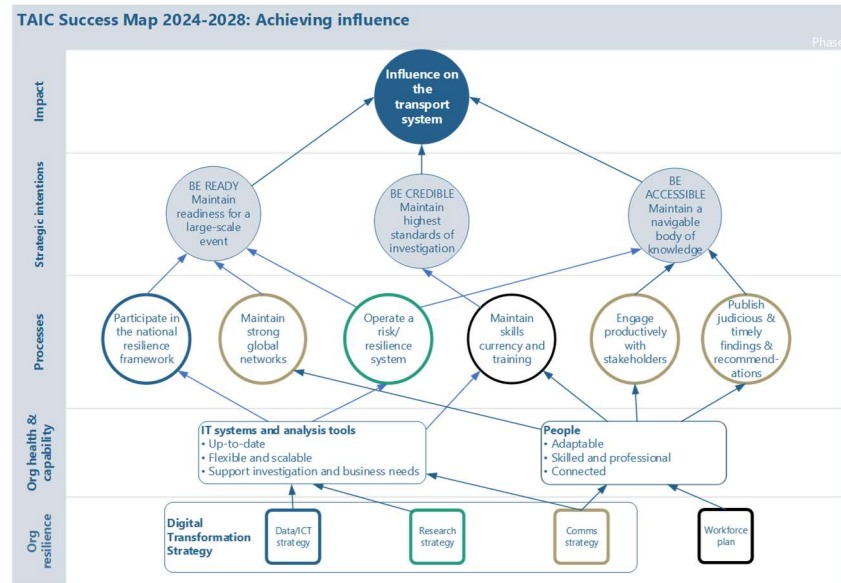 TAIC Success Map 2024-2028: Achieving influence
Phase
Impact
Influence on
the
transport
system
Strategic intentions
BE READY
Maintain
readiness for a
large-scale
event
BE CREDIBLE
Maintain
highest
standards of
investigation
BE
ACCESSIBLE
Maintain a
navigable
body of
knowledge
Processes
Participate in
the national
resilience
framework
Maintain
strong
global
networks
Operate a
risk/
resilience
system
Maintain
skills
currency and
training
Engage
productively
with
stakeholders
Publish
judicious &
timely
findings &
recommend-
ations
Org health &
capability
IT systems and analysis tools
• Up-to-date
• Flexible and scalable
• Support investigation and business needs
People
• Adaptable
• Skilled and professional
• Connected
Org
resilience
Digital
Transformation
Strategy
Data/ICT
strategy
Research
strategy
Comms
strategy
Workforce
plan